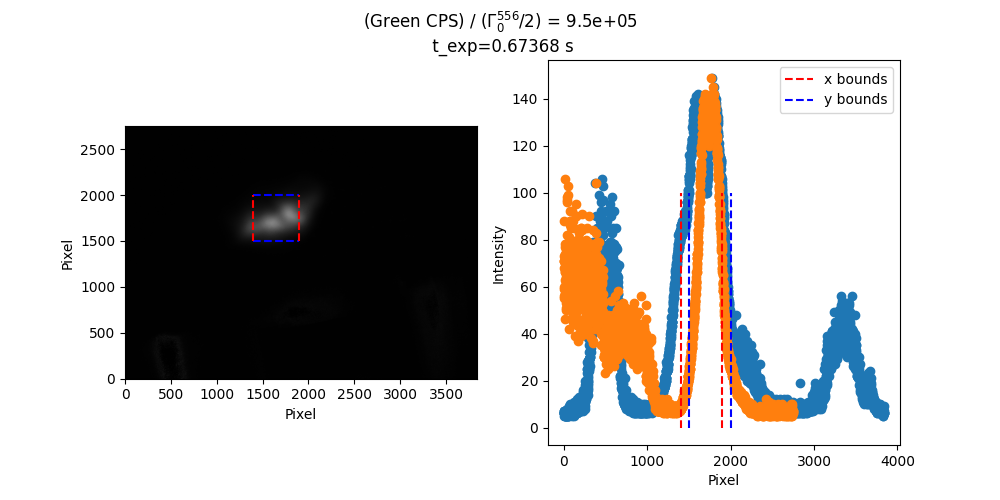 (Green CPS) / (Γ₀⁵⁵⁶/2) = 9.5e+05
t_exp=0.67368 s
2500
2000
1500
1000
500
0
Pixel
0 500 1000 1500 2000 2500 3000 3500
Pixel
x bounds
y bounds
140
120
100
80
60
40
20
0
Intensity
0 1000 2000 3000 4000
Pixel